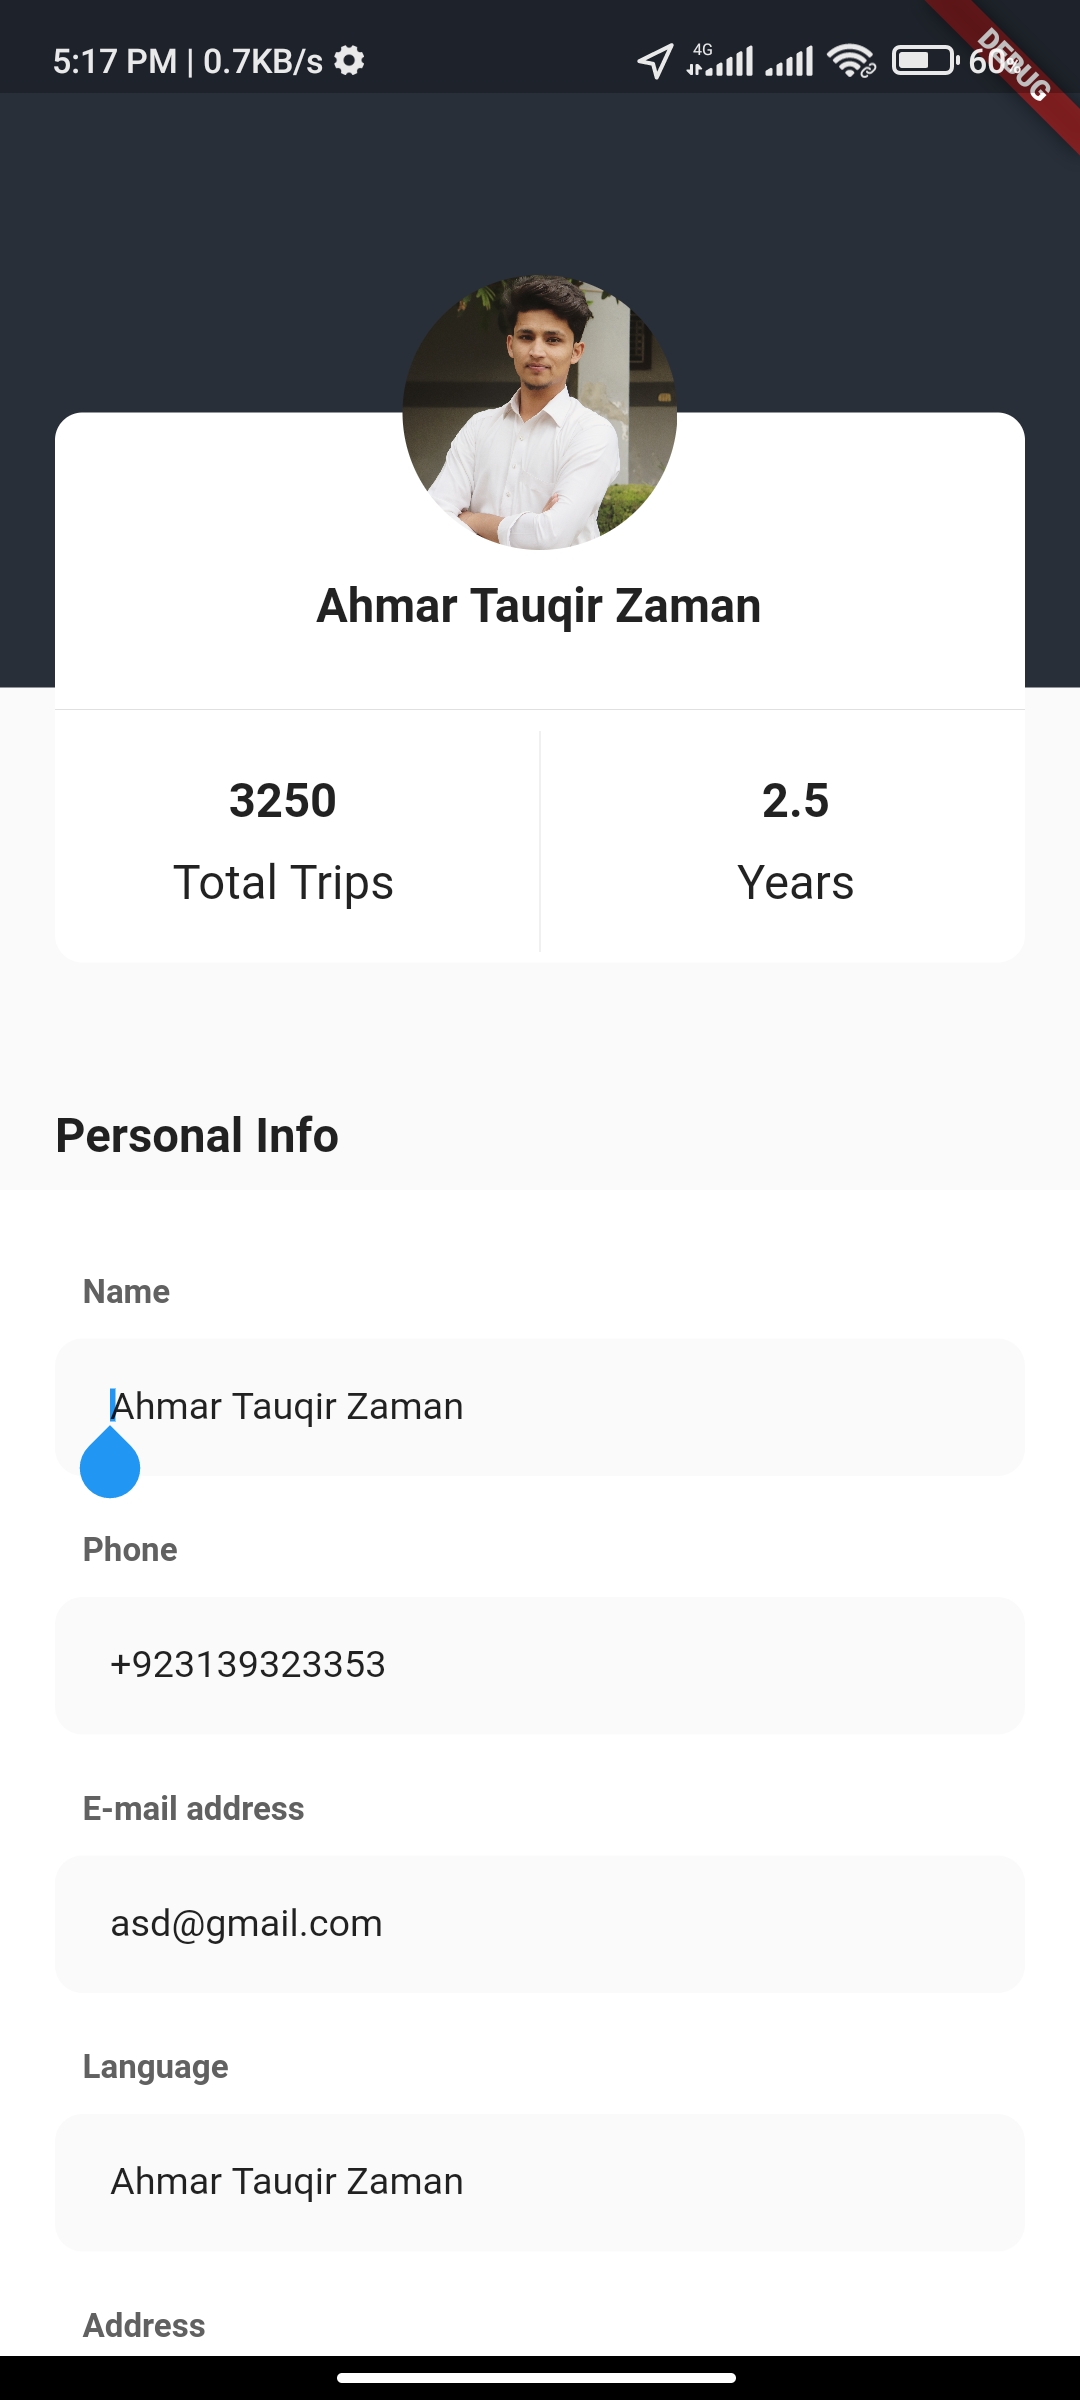 5:17 PM | 0.7KB/s
4G
60
DEBUG
Ahmar Tauqir Zaman
3250
Total Trips
2.5
Years
Personal Info
Name
Ahmar Tauqir Zaman
Phone
+923139323353
E-mail address
asd@gmail.com
Language
Ahmar Tauqir Zaman
Address